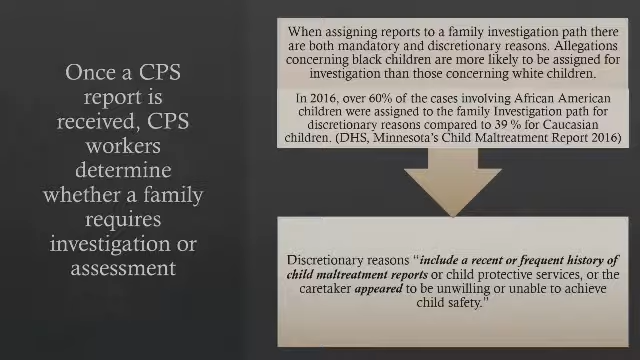 Once a CPS
report is
received, CPS
workers
determine
whether a family
requires
investigation or
assessment
When assigning reports to a family investigation path there
are both mandatory and discretionary reasons. Allegations
concerning black children are more likely to be assigned for
investigation than those concerning white children.
In 2016, over 60% of the cases involving African American
children were assigned to the family Investigation path for
discretionary reasons compared to 39 % for Caucasian
children. (DHS, Minnesota's Child Maltreatment Report 2016)
Discretionary reasons “include a recent or frequent history of
child maltreatment reports or child protective services, or the
caretaker appeared to be unwilling or unable to achieve
child safety.”